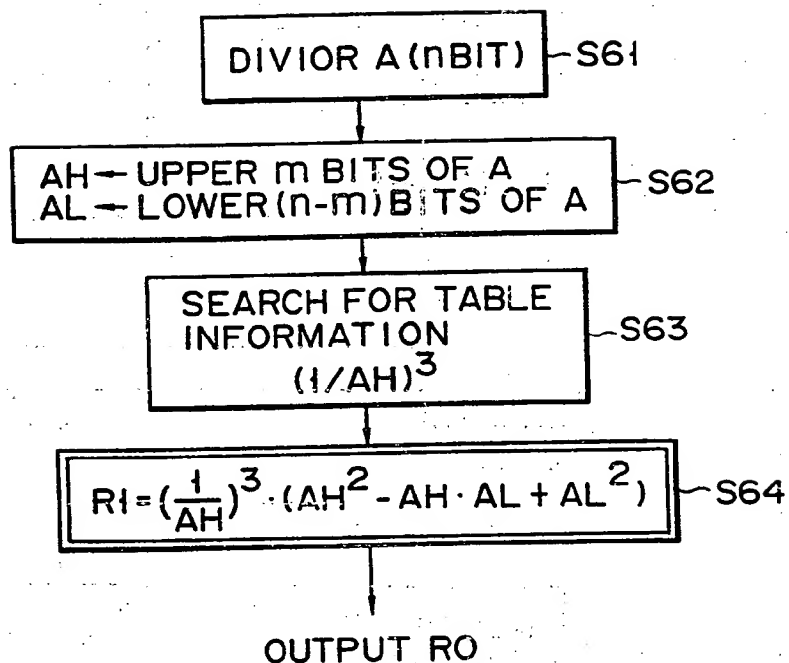 DIVIOR A (nBIT)
S61
AH ← UPPER m BITS OF A
AL ← LOWER (n-m) BITS OF A
S62
SEARCH FOR TABLE
INFORMATION
(1/AH)³
S63
R1=(1/AH)³·(AH²-AH·AL+AL²)
S64
OUTPUT RO